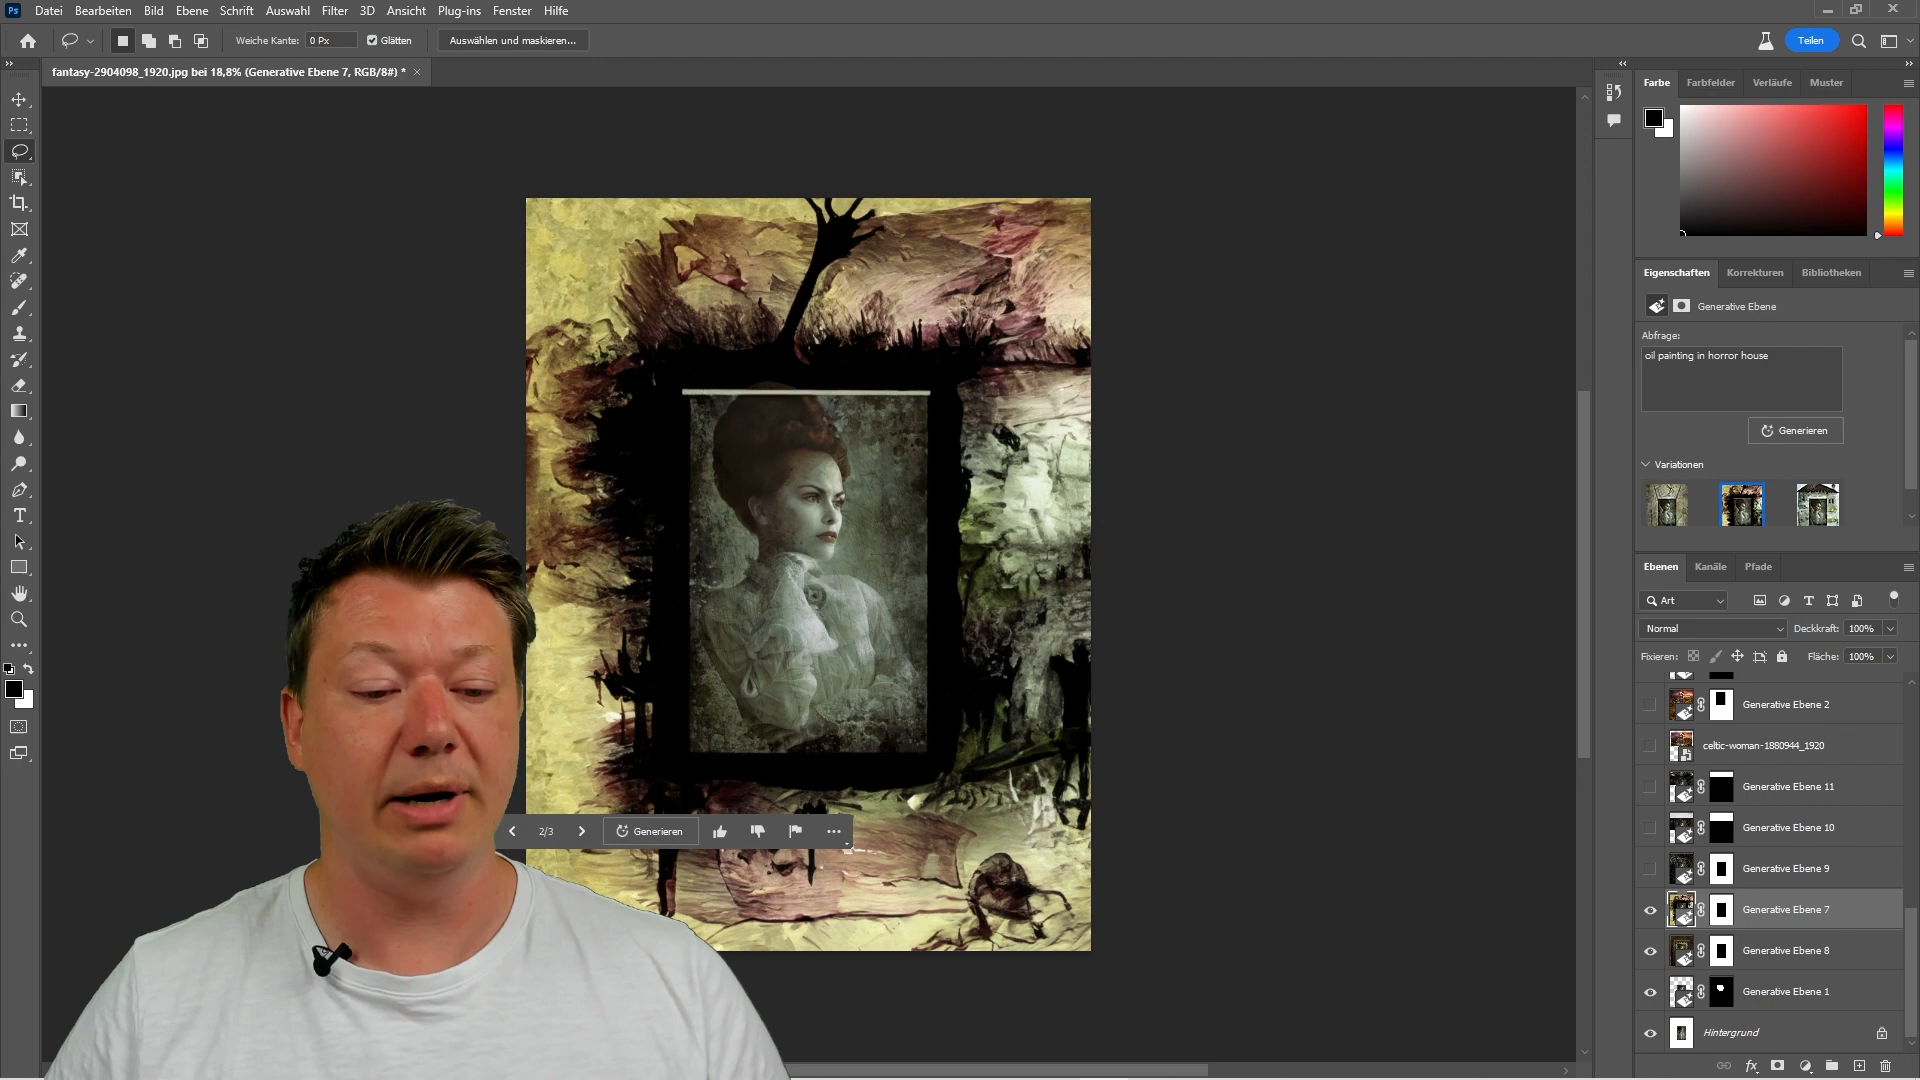 Ps Datei Bearbeiten Bild Ebene Schrift Auswahl Filter 3D Ansicht Plug-ins Fenster Hilfe
Weiche Kante: 0 Px Glätten Auswählen und maskieren... Teilen
fantasy-2904098_1920.jpg bei 18,8% (Generative Ebene 7, RGB/8#) *
Farbe Farbfelder Verläufe Muster
Eigenschaften Korrekturen Bibliotheken
Generative Ebene
Abfrage:
oil painting in horror house
Generieren
Variationen
Ebenen Kanäle Pfade
Art
Normal Deckkraft: 100%
Fixieren: Fläche: 100%
Generative Ebene 2
celtic-woman-1880944_1920
Generative Ebene 11
Generative Ebene 10
Generative Ebene 9
Generative Ebene 7
Generative Ebene 8
Generative Ebene 1
Hintergrund
2/3 Generieren